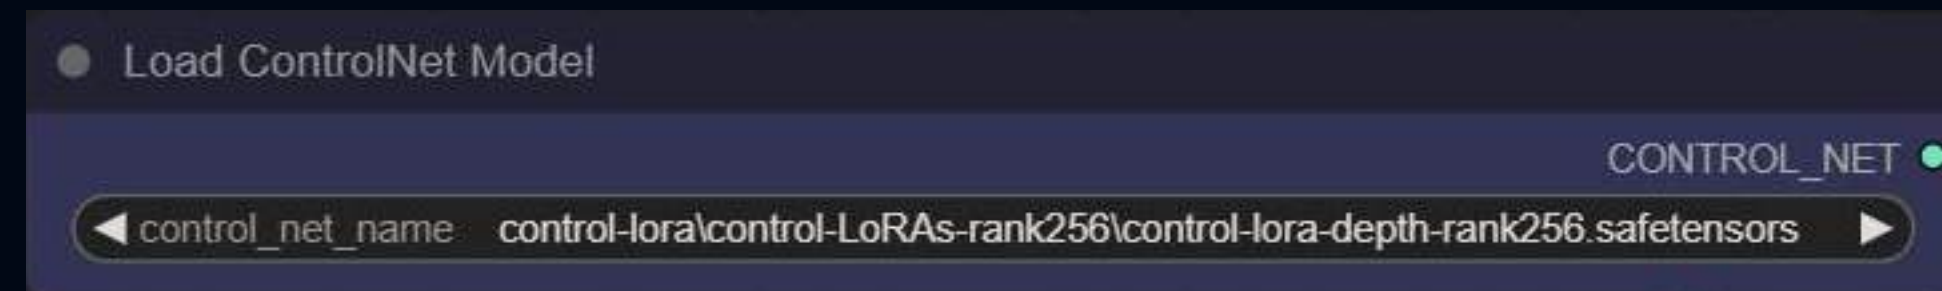 Load ControlNet Model
CONTROL_NET
control_net_name control-lora\control-LoRAs-rank256\control-lora-depth-rank256.safetensors